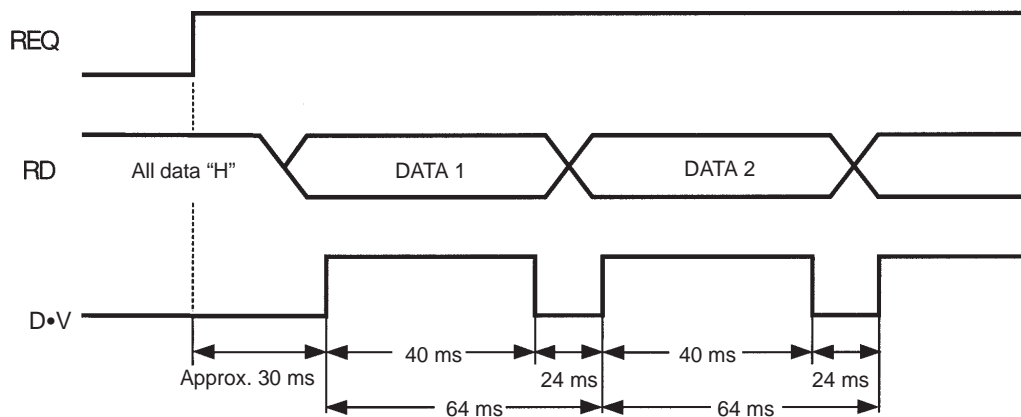 REQ
RD
All data “H”
DATA 1
DATA 2
D•V
40 ms
40 ms
Approx. 30 ms
24 ms
24 ms
64 ms
64 ms